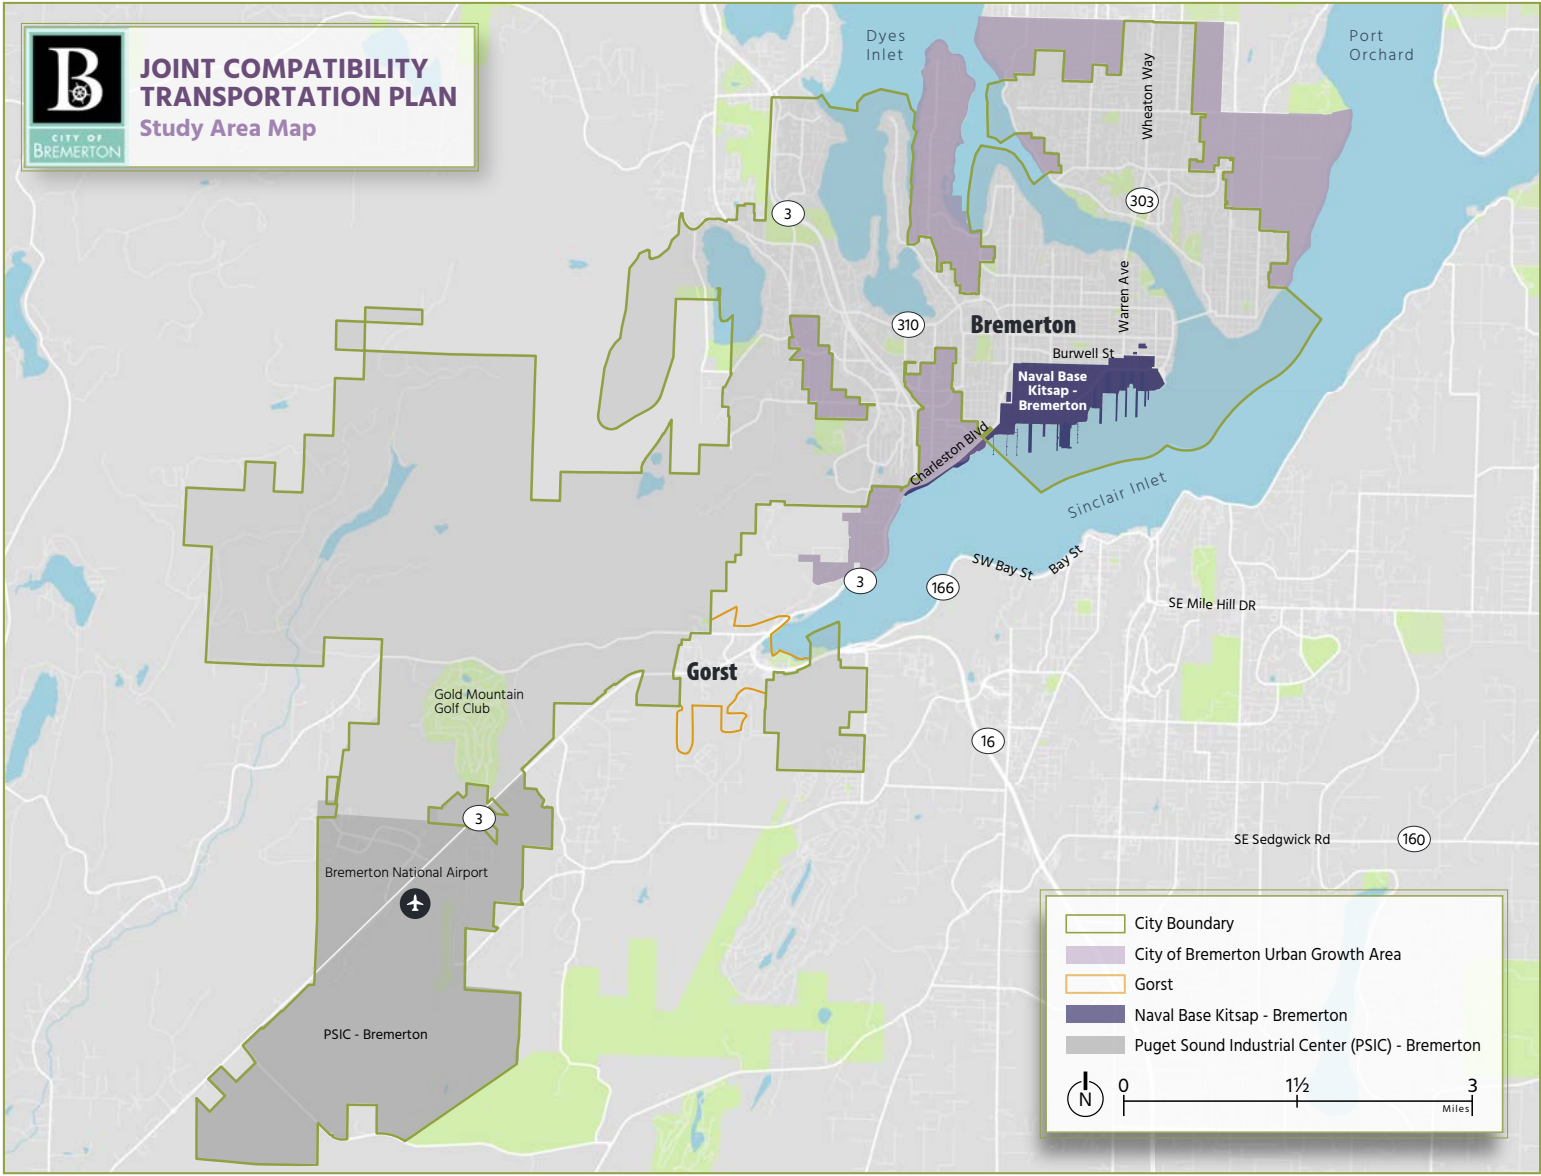 B
CITY OF
BREMERTON
JOINT COMPATIBILITY
TRANSPORTATION PLAN
Study Area Map
Dyes
Inlet
Port
Orchard
Wheaton Way
3
303
Warren Ave
310
Bremerton
Burwell St
Naval Base
Kitsap -
Bremerton
Charleston Blvd
Sinclair Inlet
SW Bay St
Bay St
3
166
SE Mile Hill DR
Gorst
Gold Mountain
Golf Club
16
3
SE Sedgwick Rd
160
Bremerton National Airport
PSIC - Bremerton
City Boundary
City of Bremerton Urban Growth Area
Gorst
Naval Base Kitsap - Bremerton
Puget Sound Industrial Center (PSIC) - Bremerton
N
0 1½ 3
Miles